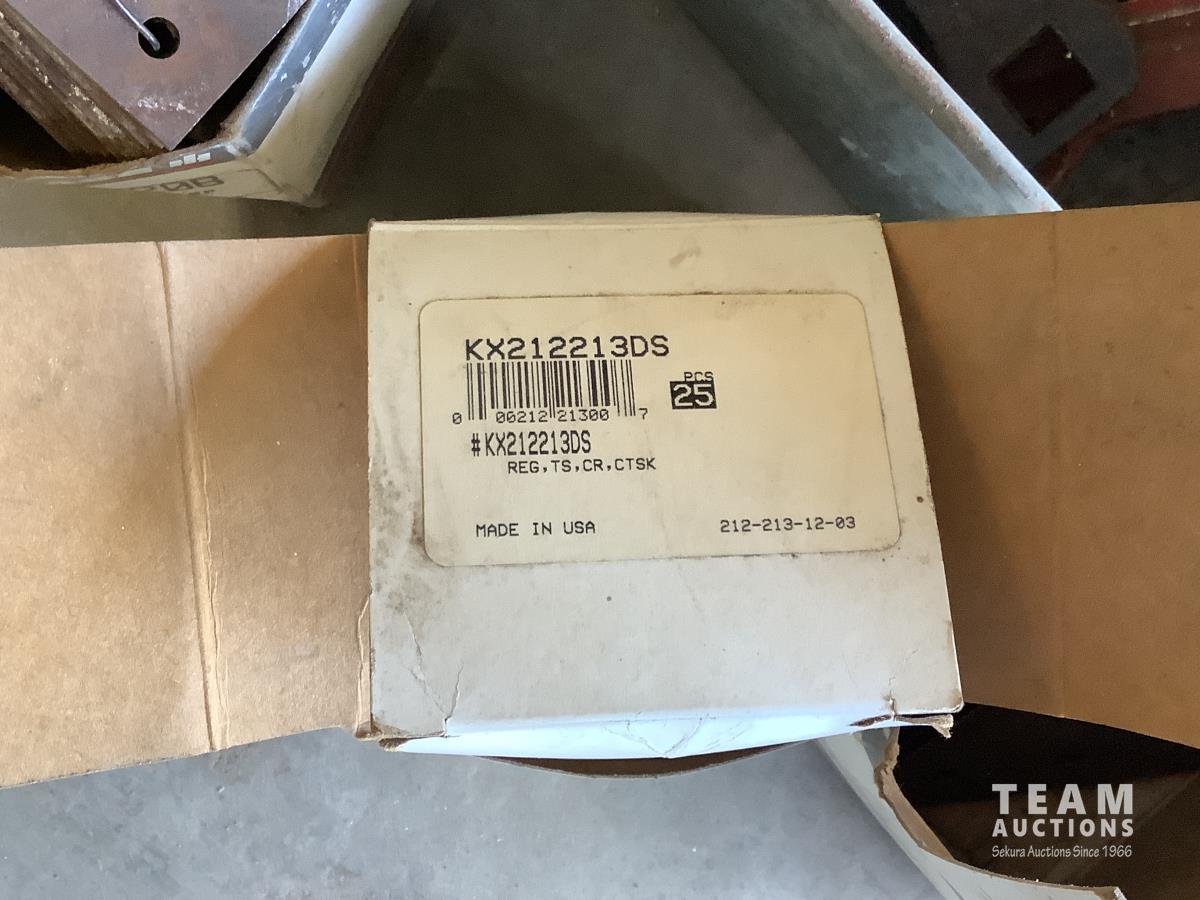 KX212213DS
PCS
25
0 00212 21300 7
#KX212213DS
REG,TS,CR,CTSK
MADE IN USA 212-213-12-03
TEAM
AUCTIONS
Sekura Auctions Since 1966